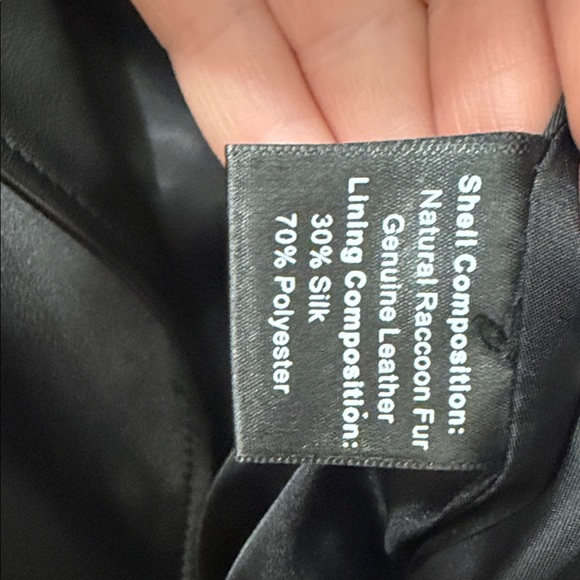 Shell Composition:
Natural Raccoon Fur
Genuine Leather
Lining Composition:
30% Silk
70% Polyester